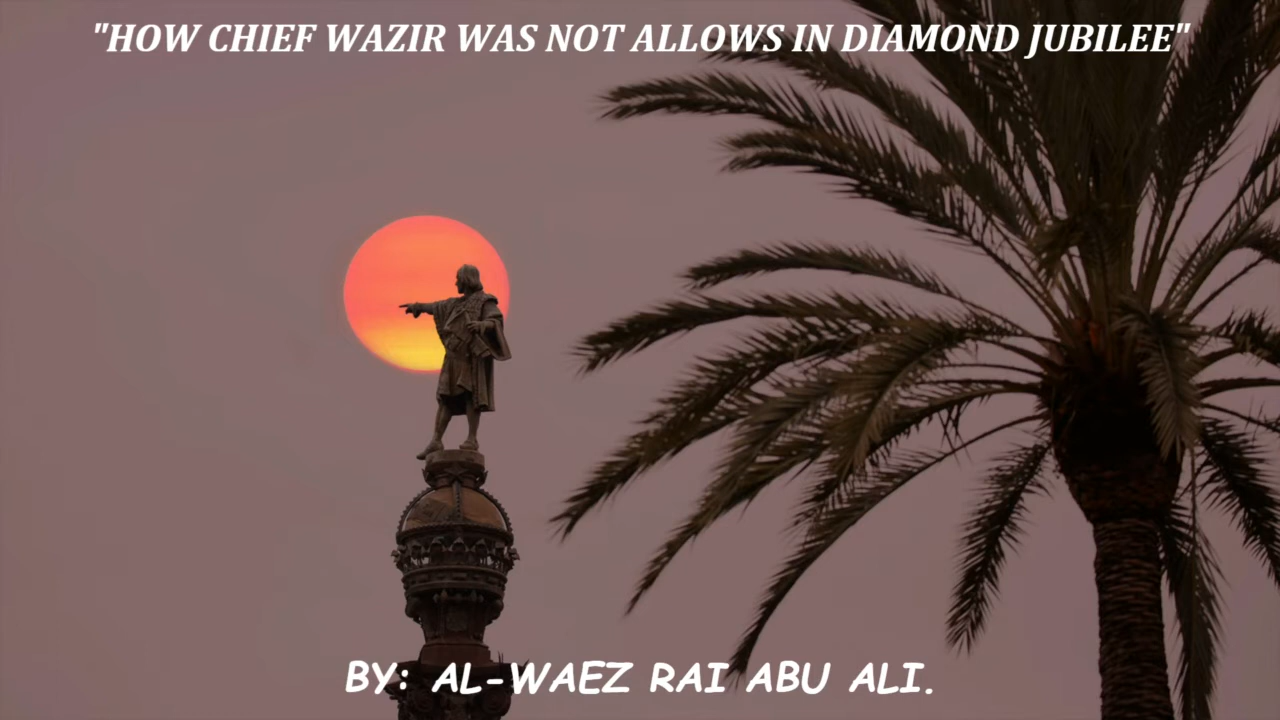 "HOW CHIEF WAZIR WAS NOT ALLOWS IN DIAMOND JUBILEE"
BY: AL-WAEZ RAI ABU ALI.